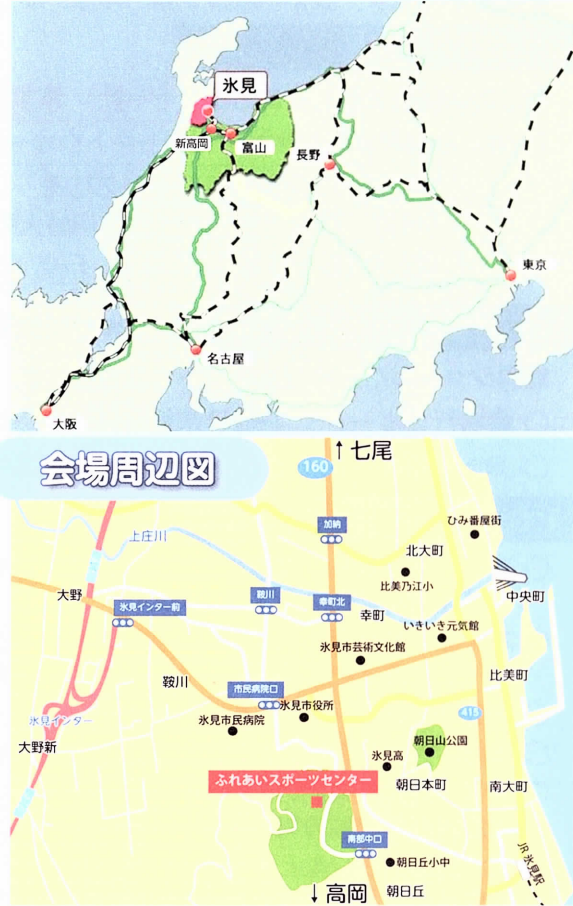 氷見
新高岡
富山
長野
東京
名古屋
大阪
会場周辺図
↑七尾
160
加納
ひみ番屋街
上庄川
北大町
比美乃江小
大野
氷見インター前
鞍川
幸町北
幸町
中央町
いきいき元気館
氷見市芸術文化館
鞍川
市民病院口
比美町
氷見市役所
氷見市民病院
415
氷見インター
大野新
朝日山公園
氷見高
ふれあいスポーツセンター
朝日本町
南大町
南部中口
JR 氷見駅
朝日丘小中
↓高岡
朝日丘